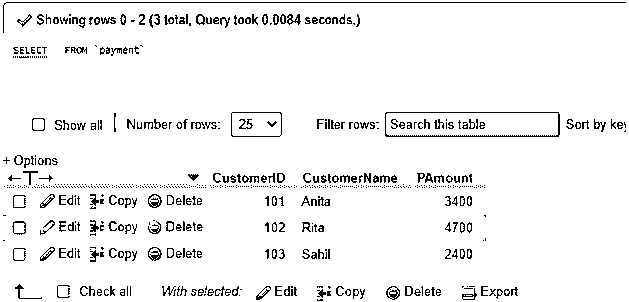 Showing rows 0 - 2 (3 total, Query took 0.0084 seconds.)
SELECT FROM `payment`
Show all | Number of rows: 25 Filter rows: Search this table Sort by key
+ Options
←T→ CustomerID CustomerName PAmount
Edit Copy Delete 101 Anita 3400
Edit Copy Delete 102 Rita 4700
Edit Copy Delete 103 Sahil 2400
Check all With selected: Edit Copy Delete Export